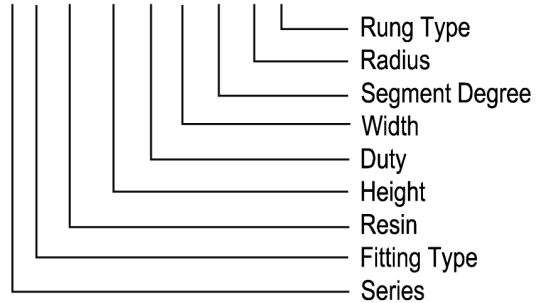 Rung Type
Radius
Segment Degree
Width
Duty
Height
Resin
Fitting Type
Series